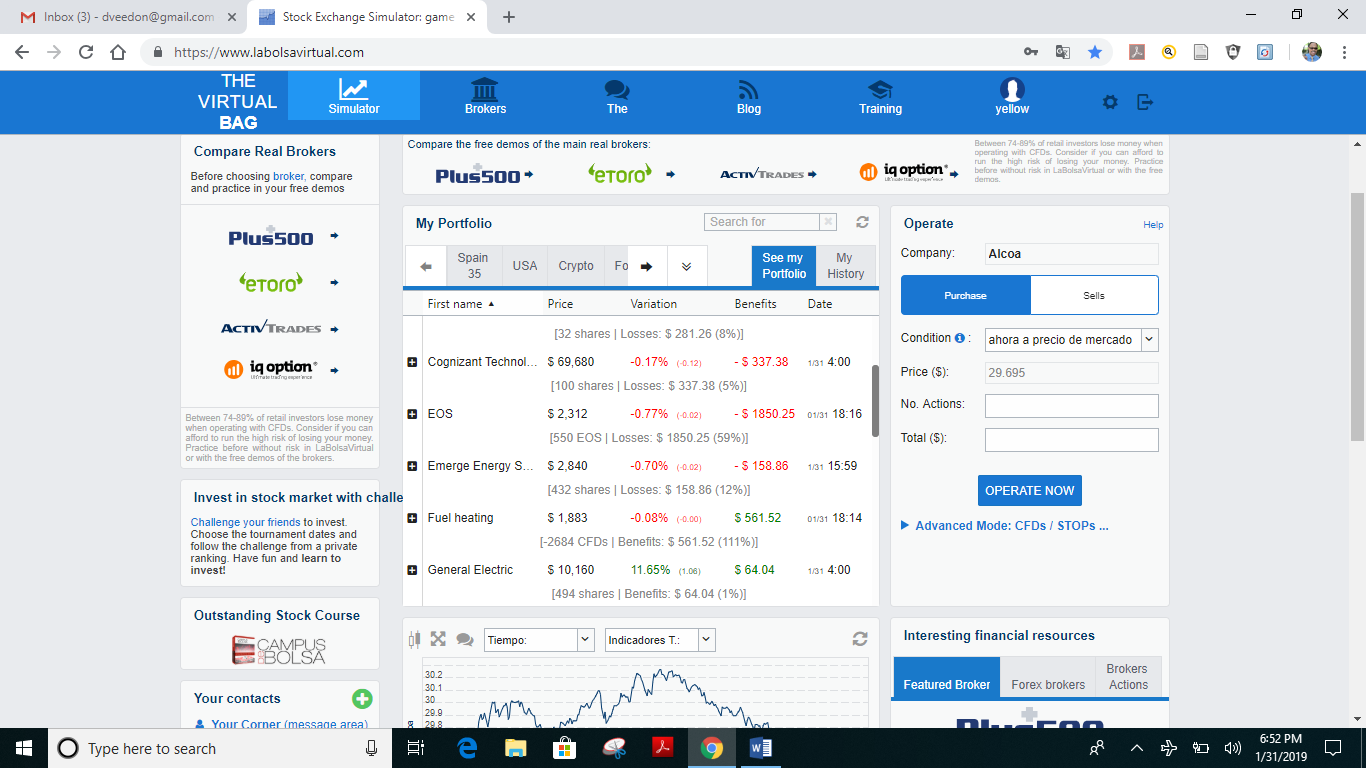 Inbox (3) - dveedon@gmail.com
Stock Exchange Simulator: game
https://www.labolsavirtual.com
THE
VIRTUAL
BAG
Simulator
Brokers
The
Blog
Training
yellow
Compare Real Brokers
Before choosing broker, compare
and practice in your free demos
Plus500
eToro
ACTIVTRADES
iq option
Ultimate trading experience
Between 74-89% of retail investors lose money
when operating with CFDs. Consider if you can
afford to run the high risk of losing your money.
Practice before without risk in LaBolsaVirtual
or with the free demos of the brokers.
Invest in stock market with challe
Challenge your friends to invest.
Choose the tournament dates and
follow the challenge from a private
ranking. Have fun and learn to
invest!
Outstanding Stock Course
CAMPUS
DE BOLSA
Your contacts
Your Corner (message area)
Compare the free demos of the main real brokers:
Plus500
eToro
ACTIVTRADES
iq option
Ultimate trading experience
Between 74-89% of retail investors lose money when
operating with CFDs. Consider if you can afford to
run the high risk of losing your money. Practice
before without risk in LaBolsaVirtual or with the free
demos.
My Portfolio
Search for
Spain
35
USA
Crypto
Fo
See my
Portfolio
My
History
First name Price Variation Benefits Date
[32 shares | Losses: $ 281.26 (8%)]
Cognizant Technol... $ 69,680 -0.17% (-0.12) - $ 337.38 1/31 4:00
[100 shares | Losses: $ 337.38 (5%)]
EOS $ 2,312 -0.77% (-0.02) - $ 1850.25 01/31 18:16
[550 EOS | Losses: $ 1850.25 (59%)]
Emerge Energy S... $ 2,840 -0.70% (-0.02) - $ 158.86 1/31 15:59
[432 shares | Losses: $ 158.86 (12%)]
Fuel heating $ 1,883 -0.08% (-0.00) $ 561.52 01/31 18:14
[-2684 CFDs | Benefits: $ 561.52 (111%)]
General Electric $ 10,160 11.65% (1.06) $ 64.04 1/31 4:00
[494 shares | Benefits: $ 64.04 (1%)]
Tiempo:
Indicadores T.:
30.2
30.1
29.9
29.8
Operate
Help
Company: Alcoa
Purchase
Sells
Condition : ahora a precio de mercado
Price ($): 29.695
No. Actions:
Total ($):
OPERATE NOW
Advanced Mode: CFDs / STOPs ...
Interesting financial resources
Featured Broker
Forex brokers
Brokers
Actions
Plus500
Type here to search
6:52 PM
1/31/2019